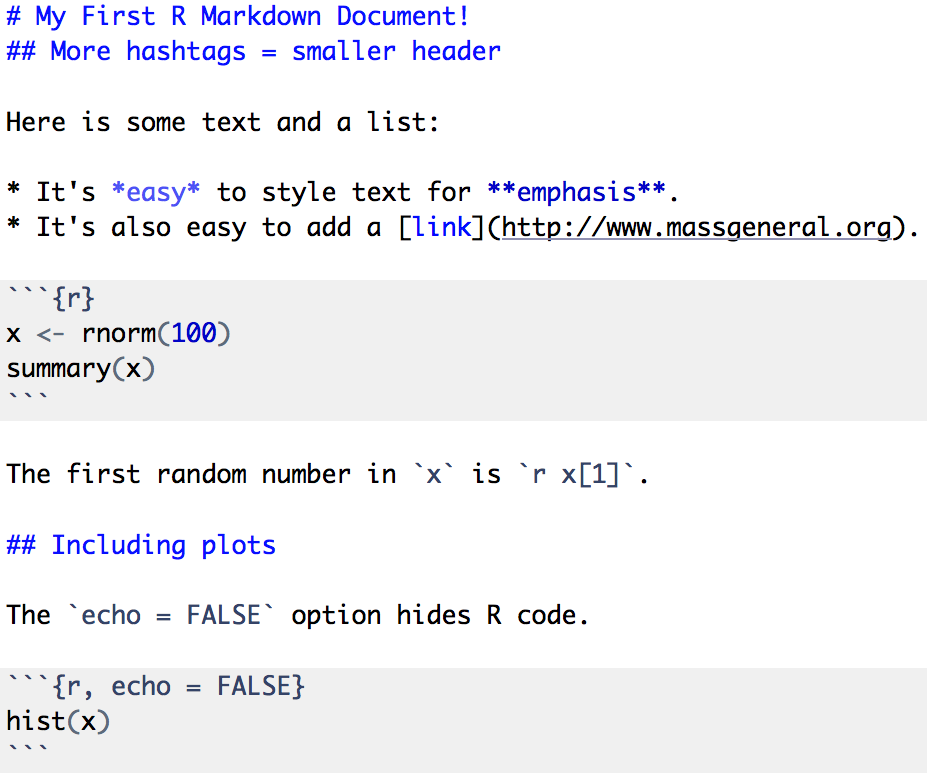 # My First R Markdown Document!
## More hashtags = smaller header
Here is some text and a list:
* It's *easy* to style text for **emphasis**.
* It's also easy to add a [link](http://www.massgeneral.org).
```{r}
x <- rnorm(100)
summary(x)
```
The first random number in `x` is `r x[1]`.
## Including plots
The `echo = FALSE` option hides R code.
```{r, echo = FALSE}
hist(x)
```